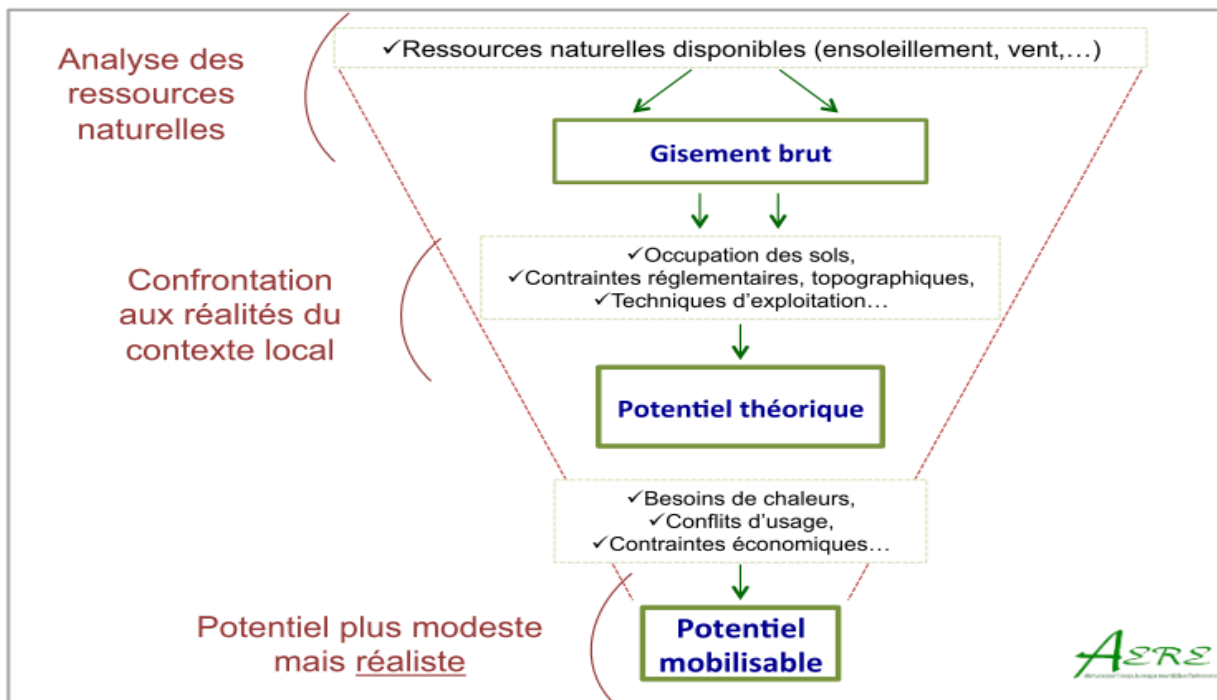 Analyse des
ressources
naturelles
✓Ressources naturelles disponibles (ensoleillement, vent,…)
Gisement brut
✓Occupation des sols,
✓Contraintes réglementaires, topographiques,
✓Techniques d’exploitation…
Confrontation
aux réalités du
contexte local
Potentiel théorique
✓Besoins de chaleurs,
✓Conflits d’usage,
✓Contraintes économiques…
Potentiel plus modeste
mais réaliste
Potentiel
mobilisable
AERE